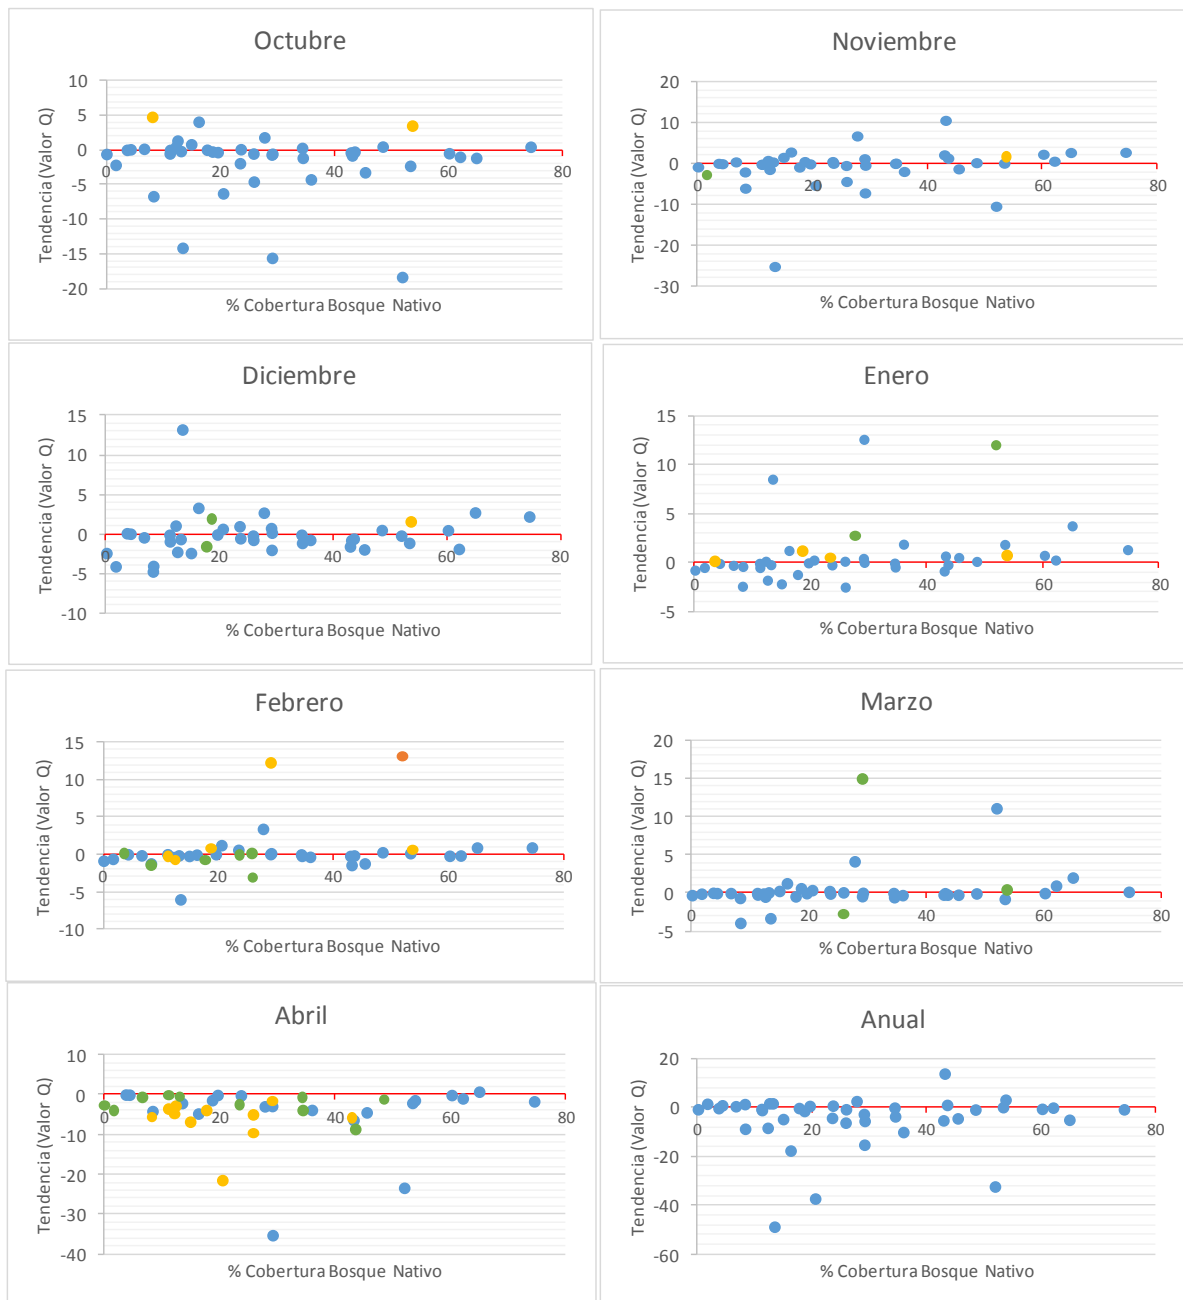 Octubre
Tendencia (Valor Q)
10
5
0
-5
-10
-15
-20
0 20 40 60 80
% Cobertura Bosque Nativo
Noviembre
Tendencia (Valor Q)
20
10
0
-10
-20
-30
0 20 40 60 80
% Cobertura Bosque Nativo
Diciembre
Tendencia (Valor Q)
15
10
5
0
-5
-10
0 20 40 60 80
% Cobertura Bosque Nativo
Enero
Tendencia (Valor Q)
15
10
5
0
-5
0 20 40 60 80
% Cobertura Bosque Nativo
Febrero
Tendencia (Valor Q)
15
10
5
0
-5
-10
0 20 40 60 80
% Cobertura Bosque Nativo
Marzo
Tendencia (Valor Q)
20
15
10
5
0
-5
0 20 40 60 80
% Cobertura Bosque Nativo
Abril
Tendencia (Valor Q)
10
0
-10
-20
-30
-40
0 20 40 60 80
% Cobertura Bosque Nativo
Anual
Tendencia (Valor Q)
20
0
-20
-40
-60
0 20 40 60 80
% Cobertura Bosque Nativo